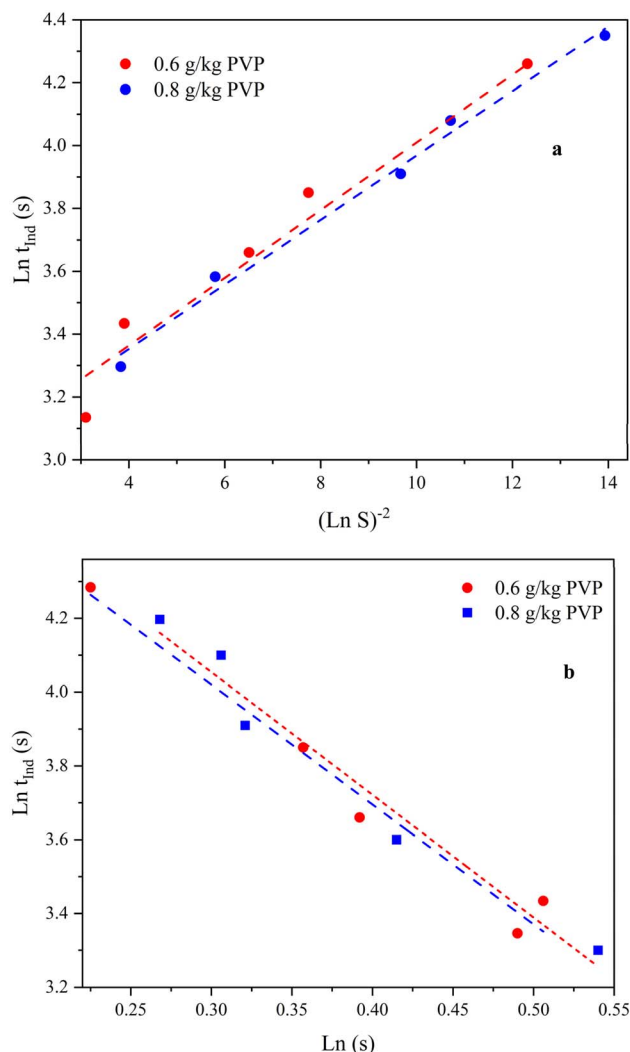 4.4
4.2
4.0
3.8
3.6
3.4
3.2
3.0
Ln t_Ind (s)
0.6 g/kg PVP
0.8 g/kg PVP
a
4 6 8 10 12 14
(Ln S)^-2
4.2
4.0
3.8
3.6
3.4
3.2
Ln t_Ind (s)
0.6 g/kg PVP
0.8 g/kg PVP
b
0.25 0.30 0.35 0.40 0.45 0.50 0.55
Ln (s)